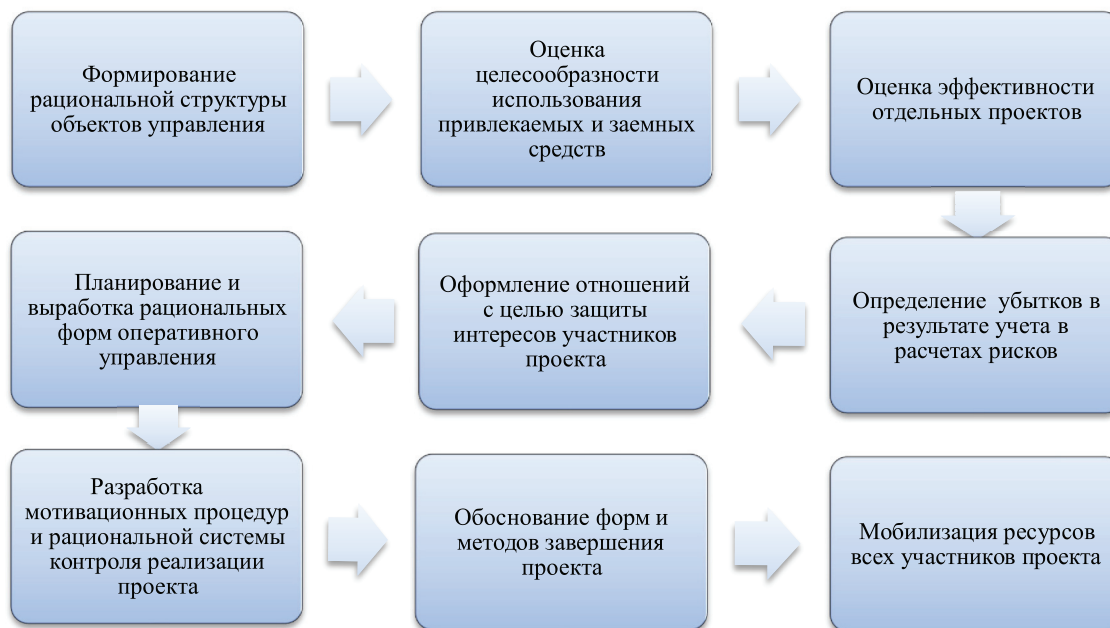 Формирование
рациональной структуры
объектов управления
Оценка
целесообразности
использования
привлекаемых и заемных
средств
Оценка эффективности
отдельных проектов
Определение убытков в
результате учета в
расчетах рисков
Оформление отношений
с целью защиты
интересов участников
проекта
Планирование и
выработка рациональных
форм оперативного
управления
Разработка
мотивационных процедур
и рациональной системы
контроля реализации
проекта
Обоснование форм и
методов завершения
проекта
Мобилизация ресурсов
всех участников проекта